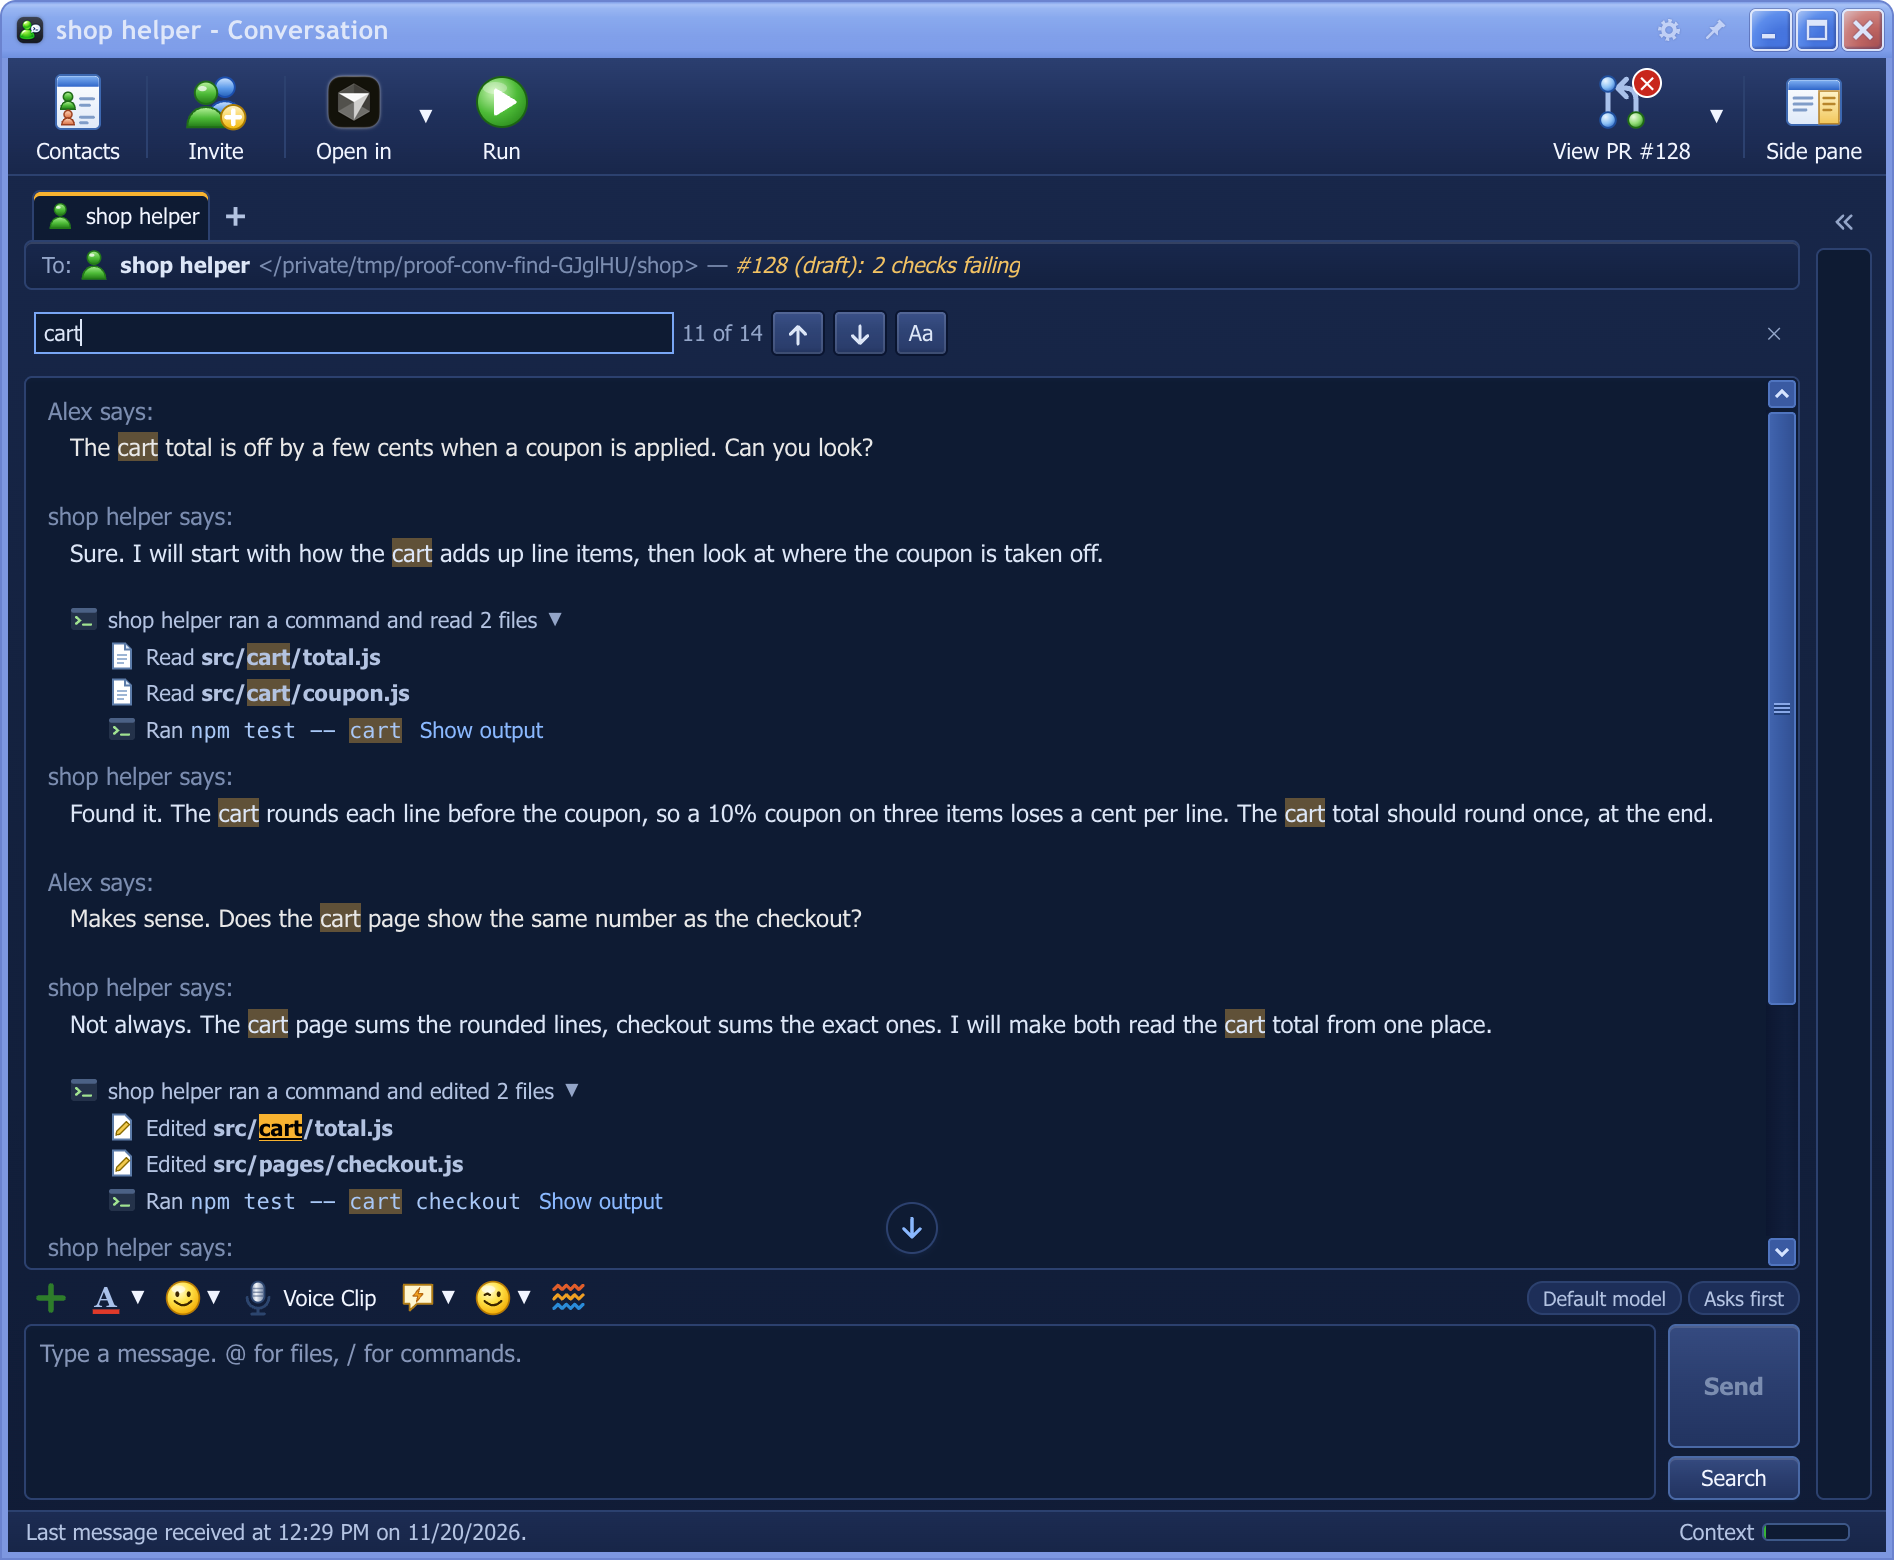 shop helper - Conversation
Contacts
Invite
Open in
Run
View PR #128
Side pane
shop helper
To: shop helper </private/tmp/proof-conv-find-GJglHU/shop> — #128 (draft): 2 checks failing
cart 11 of 14 Aa
Alex says:
The cart total is off by a few cents when a coupon is applied. Can you look?
shop helper says:
Sure. I will start with how the cart adds up line items, then look at where the coupon is taken off.
shop helper ran a command and read 2 files
Read src/cart/total.js
Read src/cart/coupon.js
Ran npm test -- cart Show output
shop helper says:
Found it. The cart rounds each line before the coupon, so a 10% coupon on three items loses a cent per line. The cart total should round once, at the end.
Alex says:
Makes sense. Does the cart page show the same number as the checkout?
shop helper says:
Not always. The cart page sums the rounded lines, checkout sums the exact ones. I will make both read the cart total from one place.
shop helper ran a command and edited 2 files
Edited src/cart/total.js
Edited src/pages/checkout.js
Ran npm test -- cart checkout Show output
shop helper says:
A Voice Clip Default model Asks first
Type a message. @ for files, / for commands.
Send
Search
Last message received at 12:29 PM on 11/20/2026. Context